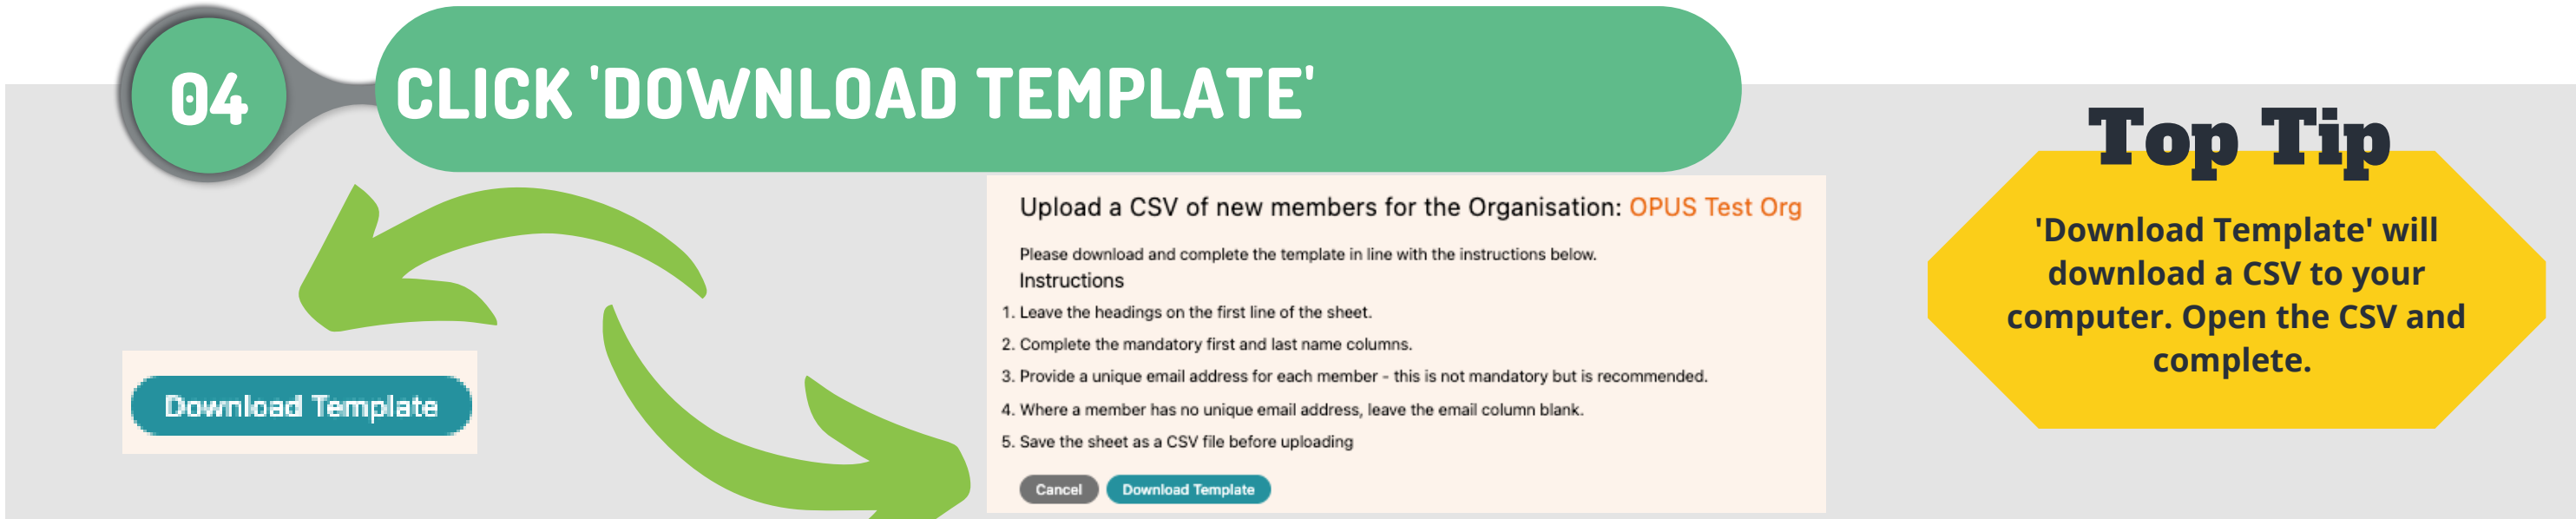 04
CLICK 'DOWNLOAD TEMPLATE'
Download Template
Upload a CSV of new members for the Organisation: OPUS Test Org
Please download and complete the template in line with the instructions below.
Instructions
1. Leave the headings on the first line of the sheet.
2. Complete the mandatory first and last name columns.
3. Provide a unique email address for each member - this is not mandatory but is recommended.
4. Where a member has no unique email address, leave the email column blank.
5. Save the sheet as a CSV file before uploading
Cancel Download Template
Top Tip
'Download Template' will
download a CSV to your
computer. Open the CSV and
complete.